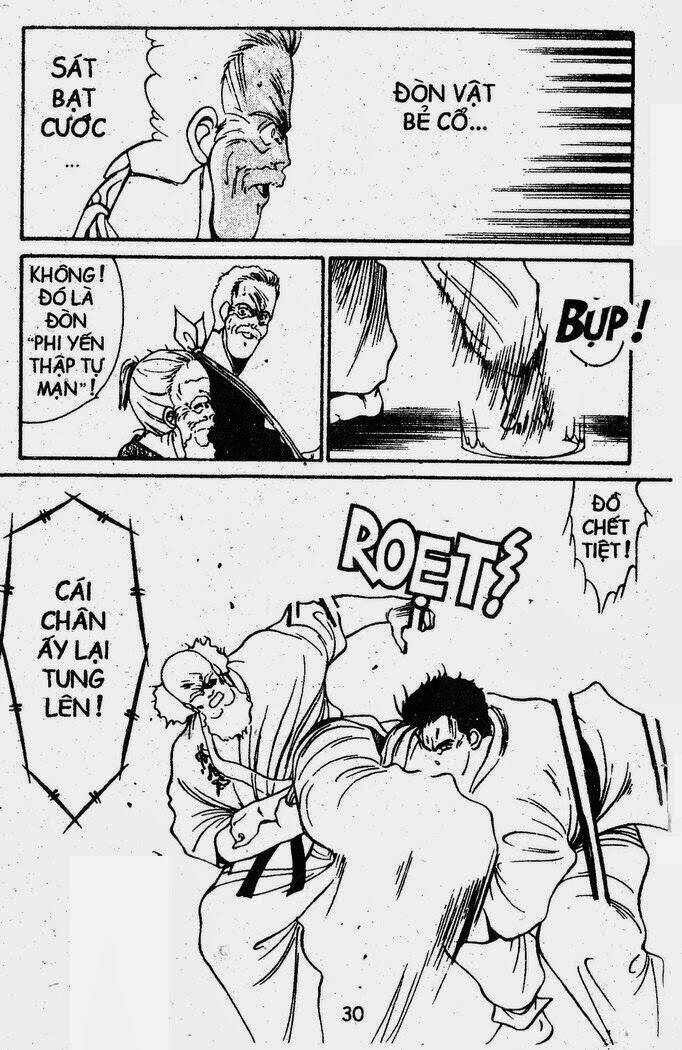 SÁT
BẠT
CƯỚC
...
ĐÒN VẬT
BẺ CỔ...
KHÔNG!
ĐÓ LÀ
ĐÒN
"PHI YẾN
THẬP TỰ
MẠN"!
BỤP!
ROẸT!
ĐỒ
CHẾT
TIỆT!
CÁI
CHÂN
ẤY LẠI
TUNG
LÊN!
30